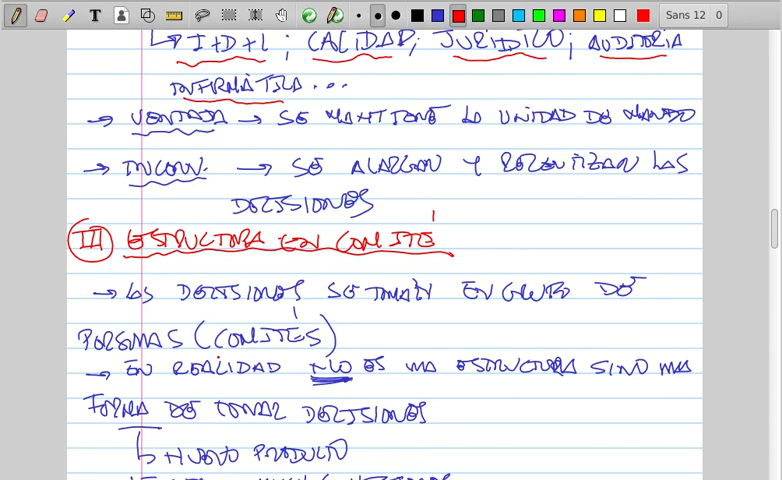 Sans 12 0
↳ I+D+I ; CALIDAD; JURÍDICO; AUDITORIA
INFORMÁTICA...
→ VENTAJA → SE MANTIENE LA UNIDAD DE MANDO
→ INCONV. → SE ALARGAN Y RALENTIZAN LAS
DECISIONES
III ESTRUCTURA EN COMITÉ
→ LAS DECISIONES SE TOMAN EN GRUPO DE
PERSONAS (COMITÉS)
→ EN REALIDAD NO ES UNA ESTRUCTURA SINO UNA
FORMA DE TOMAR DECISIONES
↳ NUEVO PRODUCTO